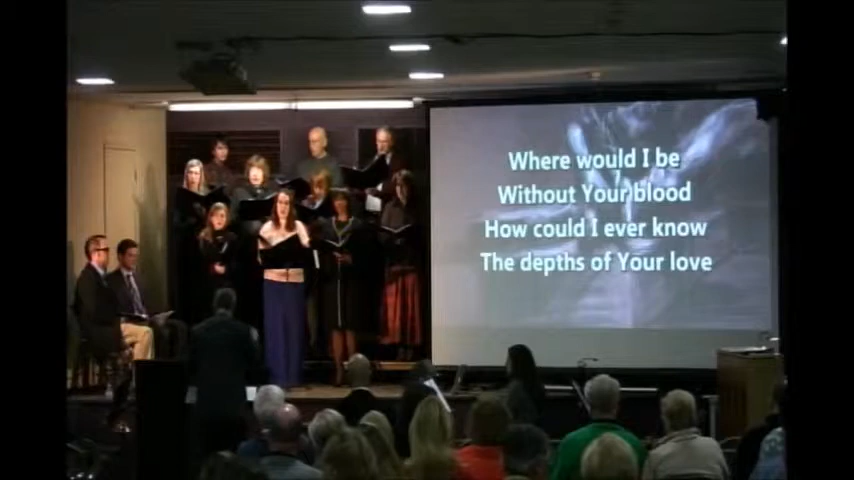 Where would I be
Without Your blood
How could I ever know
The depths of Your love